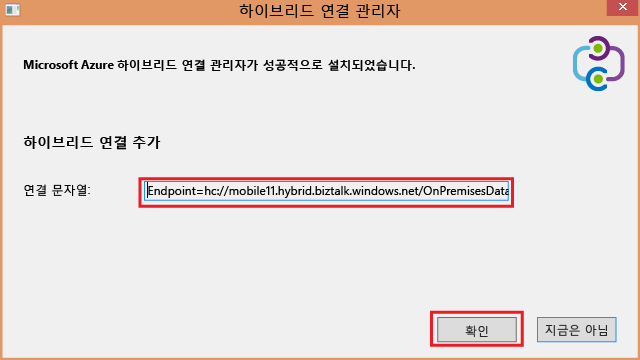 하이브리드 연결 관리자
Microsoft Azure 하이브리드 연결 관리자가 성공적으로 설치되었습니다.
하이브리드 연결 추가
연결 문자열:
Endpoint=hc://mobile11.hybrid.biztalk.windows.net/OnPremisesData
확인
지금은 아님